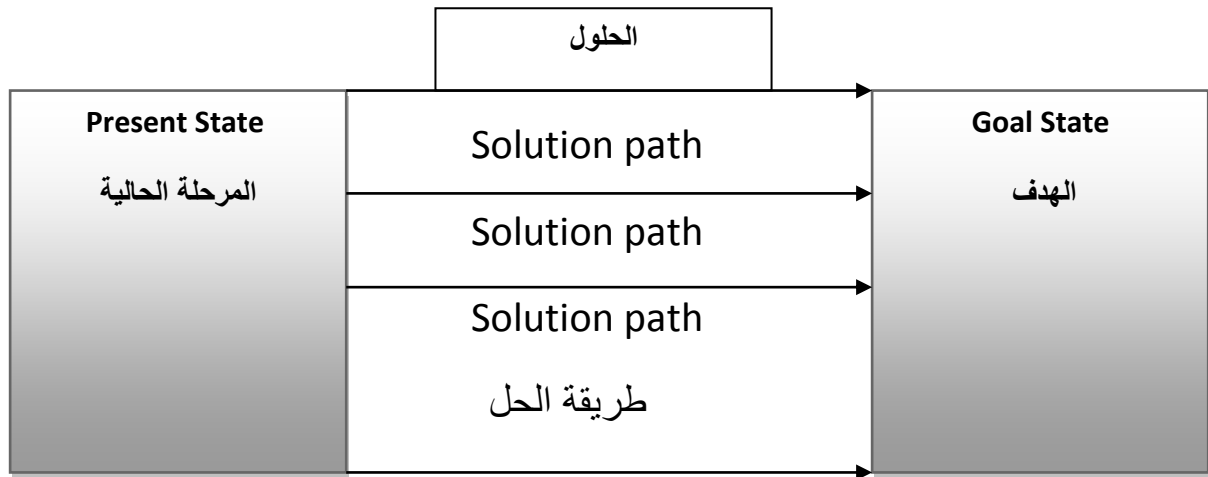 الحلول
Present State
المرحلة الحالية
Solution path
Solution path
Solution path
طريقة الحل
Goal State
الهدف